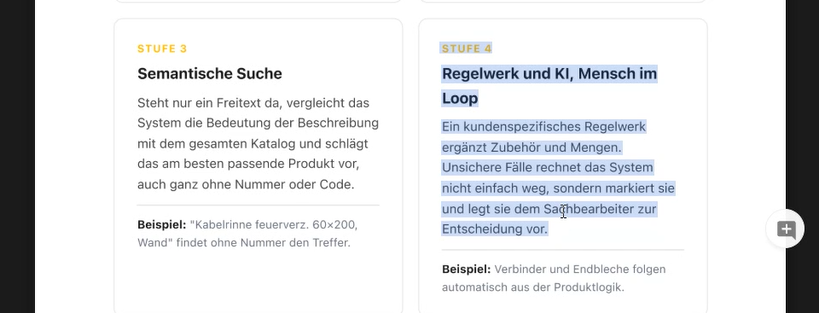 STUFE 3
Semantische Suche
Steht nur ein Freitext da, vergleicht das
System die Bedeutung der Beschreibung
mit dem gesamten Katalog und schlägt
das am besten passende Produkt vor,
auch ganz ohne Nummer oder Code.
Beispiel: "Kabelrinne feuerverz. 60×200,
Wand" findet ohne Nummer den Treffer.
STUFE 4
Regelwerk und KI, Mensch im
Loop
Ein kundenspezifisches Regelwerk
ergänzt Zubehör und Mengen.
Unsichere Fälle rechnet das System
nicht einfach weg, sondern markiert sie
und legt sie dem Sachbearbeiter zur
Entscheidung vor.
Beispiel: Verbinder und Endbleche folgen
automatisch aus der Produktlogik.